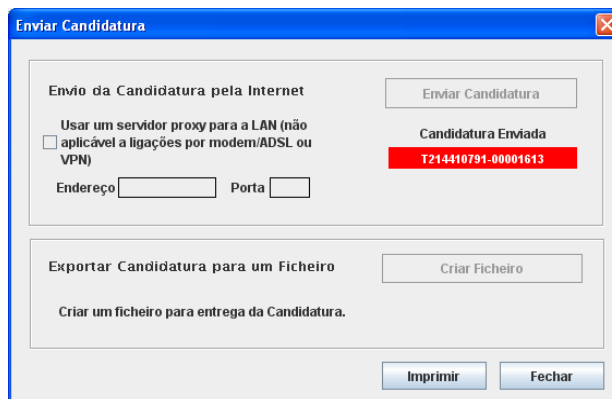 Enviar Candidatura
Envio da Candidatura pela Internet
Enviar Candidatura
Usar um servidor proxy para a LAN (não
aplicável a ligações por modem/ADSL ou
VPN)
Candidatura Enviada
T214410791-00001613
Endereço
Porta
Exportar Candidatura para um Ficheiro
Criar Ficheiro
Criar um ficheiro para entrega da Candidatura.
Imprimir
Fechar